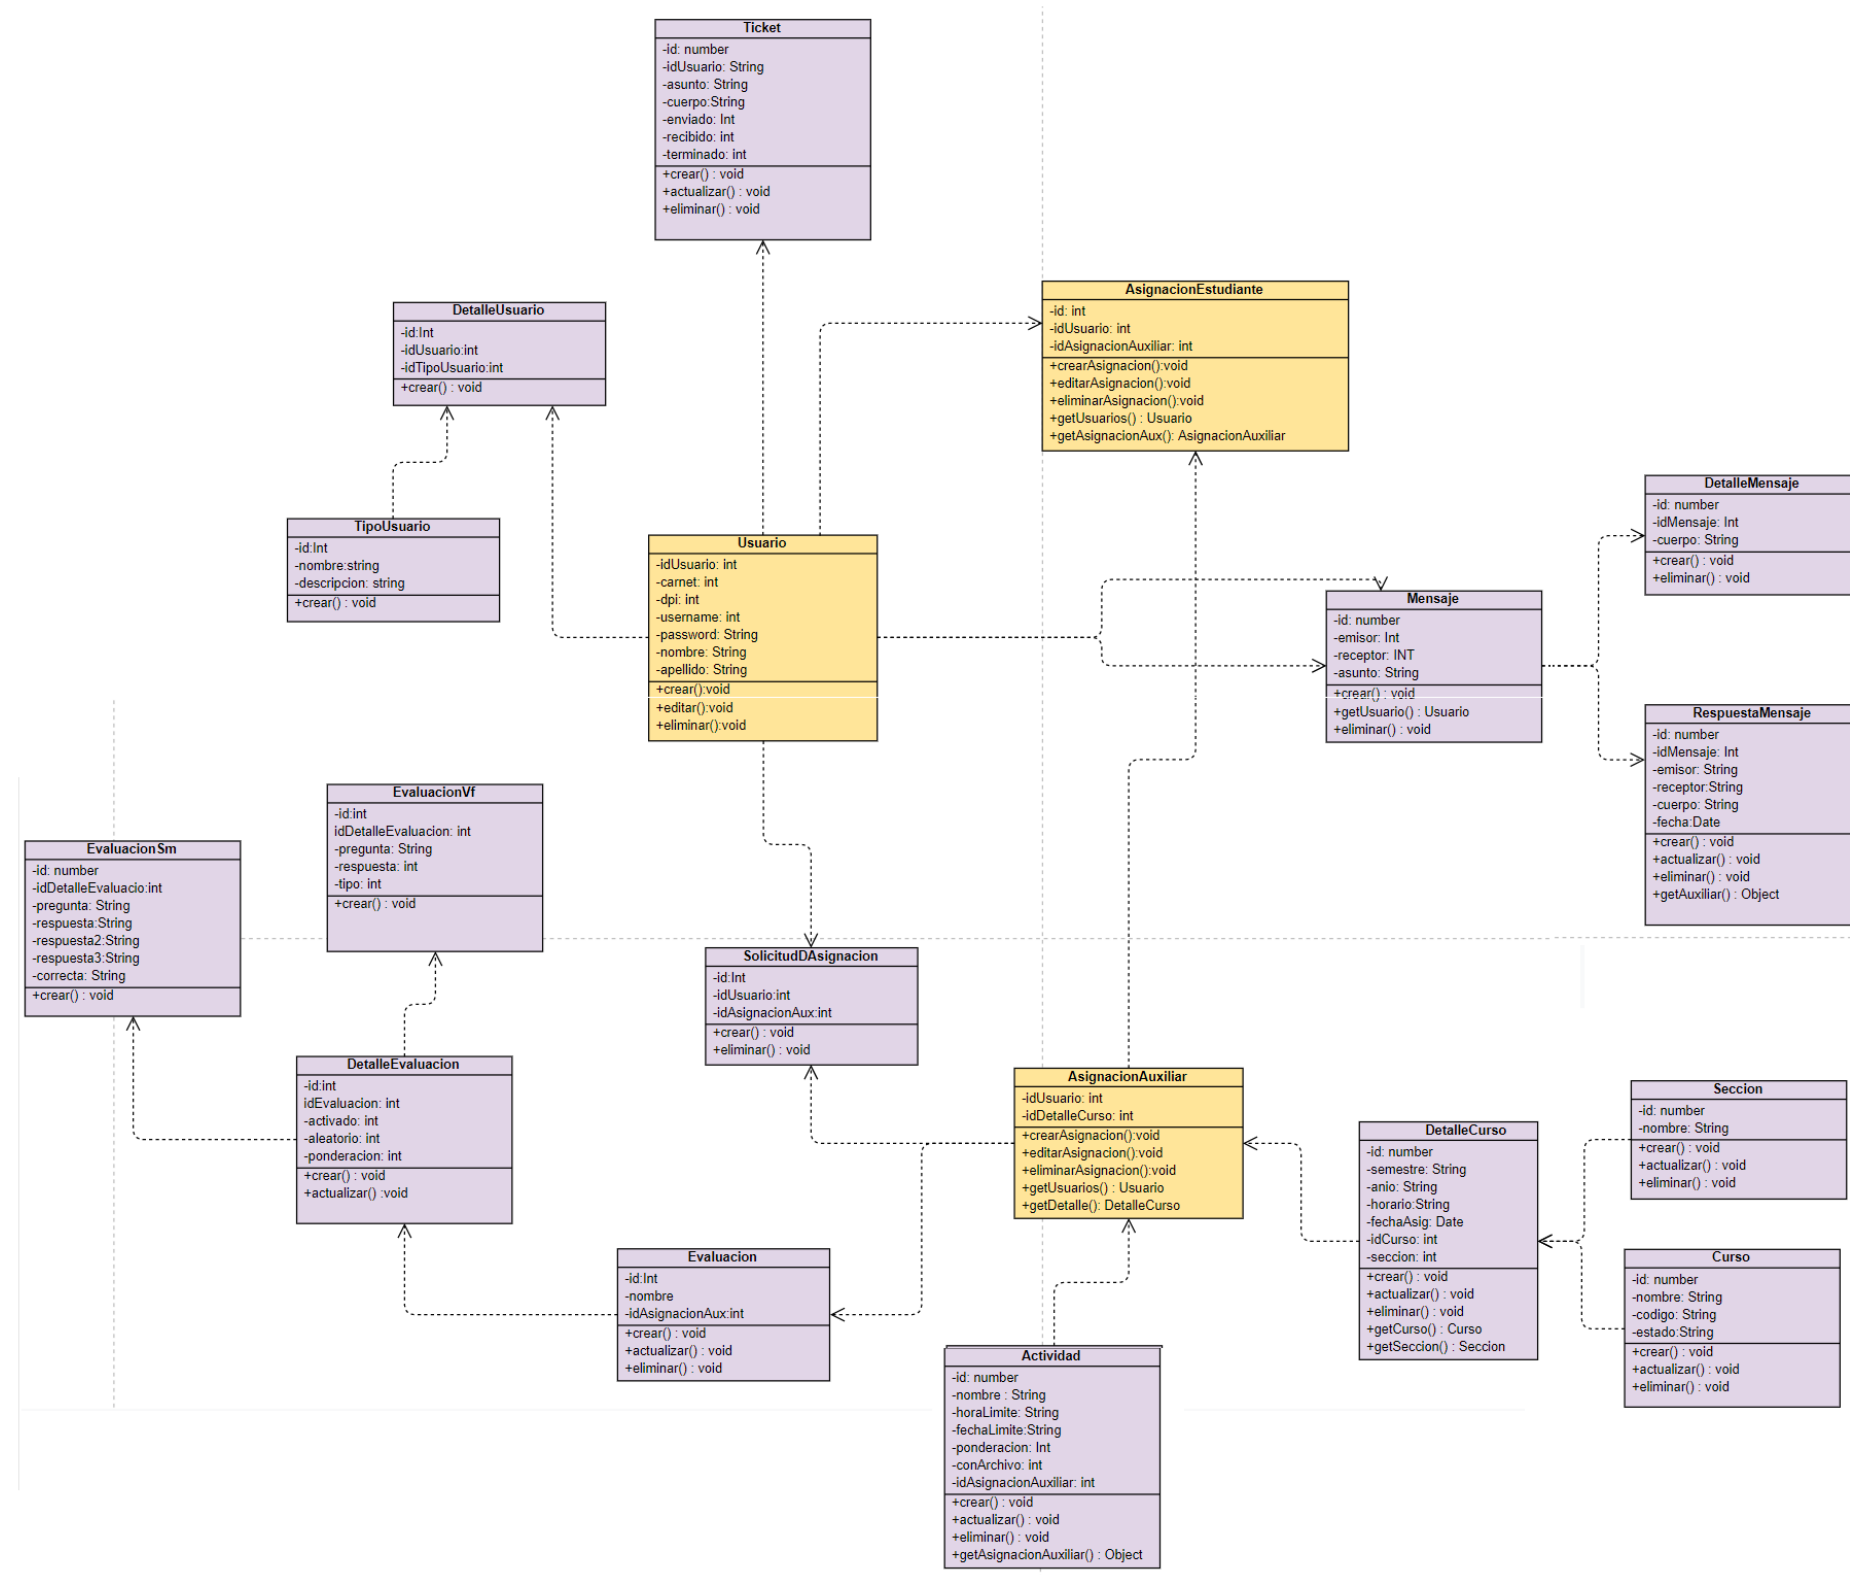 Ticket
-id: number
-idUsuario: String
-asunto: String
-cuerpo:String
-enviado: Int
-recibido: int
-terminado: int
+crear() : void
+actualizar() : void
+eliminar() : void
AsignacionEstudiante
-id: int
-idUsuario: int
-idAsignacionAuxiliar: int
+crearAsignacion():void
+editarAsignacion():void
+eliminarAsignacion():void
+getUsuarios() : Usuario
+getAsignacionAux(): AsignacionAuxiliar
DetalleUsuario
-id:Int
-idUsuario:int
-idTipoUsuario:int
+crear() : void
TipoUsuario
-id:Int
-nombre:string
-descripcion: string
+crear() : void
Usuario
-idUsuario: int
-carnet: int
-dpi: int
-username: int
-password: String
-nombre: String
-apellido: String
+crear():void
+editar():void
+eliminar():void
Mensaje
-id: number
-emisor: Int
-receptor: INT
-asunto: String
+crear() : void
+getUsuario() : Usuario
+eliminar() : void
DetalleMensaje
-id: number
-idMensaje: Int
-cuerpo: String
+crear() : void
+eliminar() : void
RespuestaMensaje
-id: number
-idMensaje: Int
-emisor: String
-receptor:String
-cuerpo: String
-fecha:Date
+crear() : void
+actualizar() : void
+eliminar() : void
+getAuxiliar() : Object
EvaluacionVf
-id:int
idDetalleEvaluacion: int
-pregunta: String
-respuesta: int
-tipo: int
+crear() : void
EvaluacionSm
-id: number
-idDetalleEvaluacio:int
-pregunta: String
-respuesta:String
-respuesta2:String
-respuesta3:String
-correcta: String
+crear() : void
SolicitudDAsignacion
-id:Int
-idUsuario:int
-idAsignacionAux:int
+crear() : void
+eliminar() : void
DetalleEvaluacion
-id:int
idEvaluacion: int
-activado: int
-aleatorio: int
-ponderacion: int
+crear() : void
+actualizar() :void
AsignacionAuxiliar
-idUsuario: int
-idDetalleCurso: int
+crearAsignacion():void
+editarAsignacion():void
+eliminarAsignacion():void
+getUsuarios() : Usuario
+getDetalle(): DetalleCurso
DetalleCurso
-id: number
-semestre: String
-anio: String
-horario:String
-fechaAsig: Date
-idCurso: int
-seccion: int
+crear() : void
+actualizar() : void
+eliminar() : void
+getCurso() : Curso
+getSeccion() : Seccion
Seccion
-id: number
-nombre: String
+crear() : void
+actualizar() : void
+eliminar() : void
Curso
-id: number
-nombre: String
-codigo: String
-estado:String
+crear() : void
+actualizar() : void
+eliminar() : void
Evaluacion
-id:Int
-nombre
-idAsignacionAux:int
+crear() : void
+actualizar() : void
+eliminar() : void
Actividad
-id: number
-nombre : String
-horaLimite: String
-fechaLimite:String
-ponderacion: Int
-conArchivo: int
-idAsignacionAuxiliar: int
+crear() : void
+actualizar() : void
+eliminar() : void
+getAsignacionAuxiliar() : Object